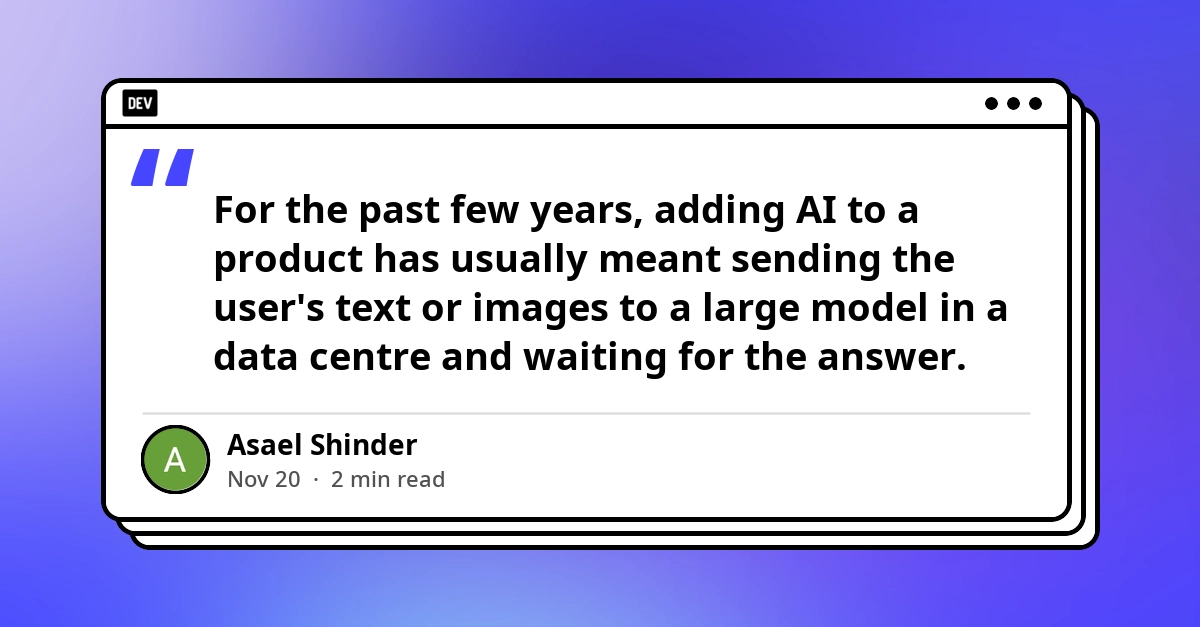 DEV
For the past few years, adding AI to a
product has usually meant sending the
user's text or images to a large model in a
data centre and waiting for the answer.
A
Asael Shinder
Nov 20 · 2 min read